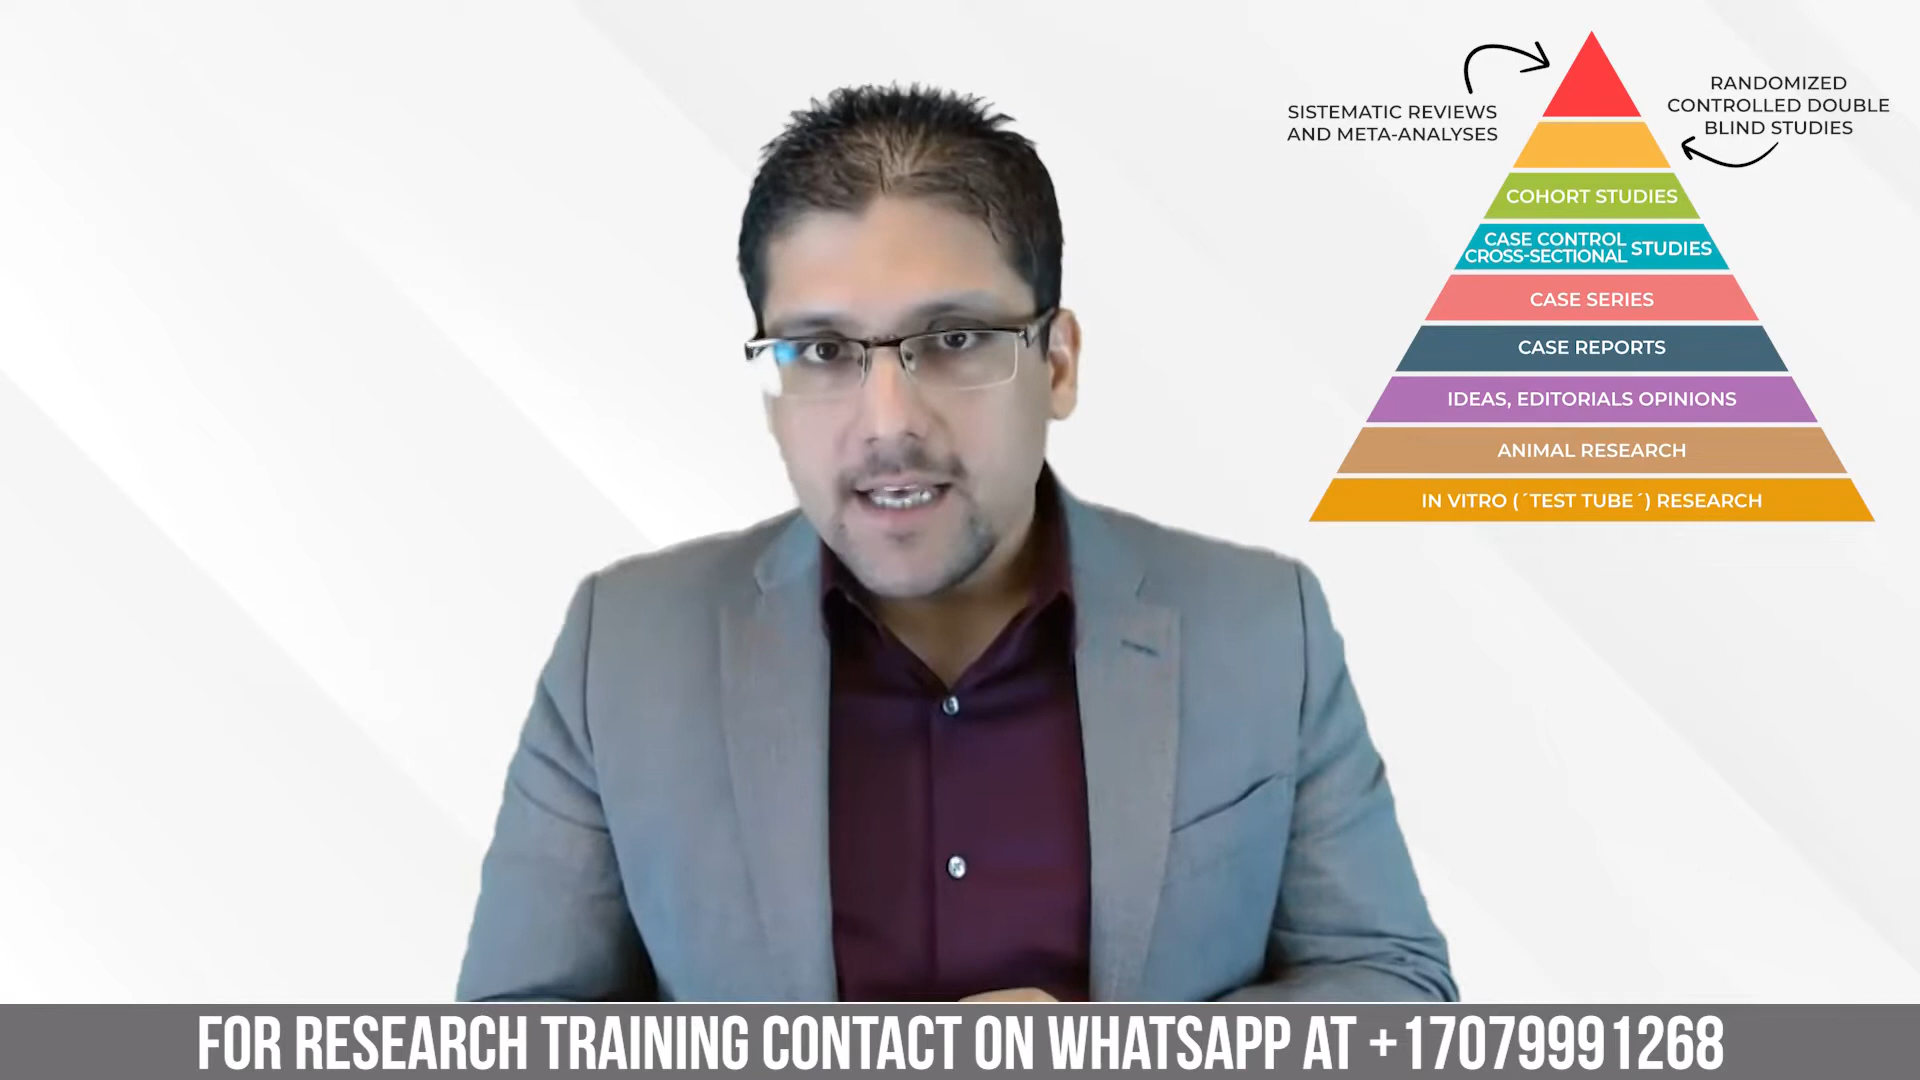 SISTEMATIC REVIEWS
AND META-ANALYSES
RANDOMIZED
CONTROLLED DOUBLE
BLIND STUDIES
COHORT STUDIES
CASE CONTROL
CROSS-SECTIONAL STUDIES
CASE SERIES
CASE REPORTS
IDEAS, EDITORIALS OPINIONS
ANIMAL RESEARCH
IN VITRO (´TEST TUBE´) RESEARCH
FOR RESEARCH TRAINING CONTACT ON WHATSAPP AT +17079991268